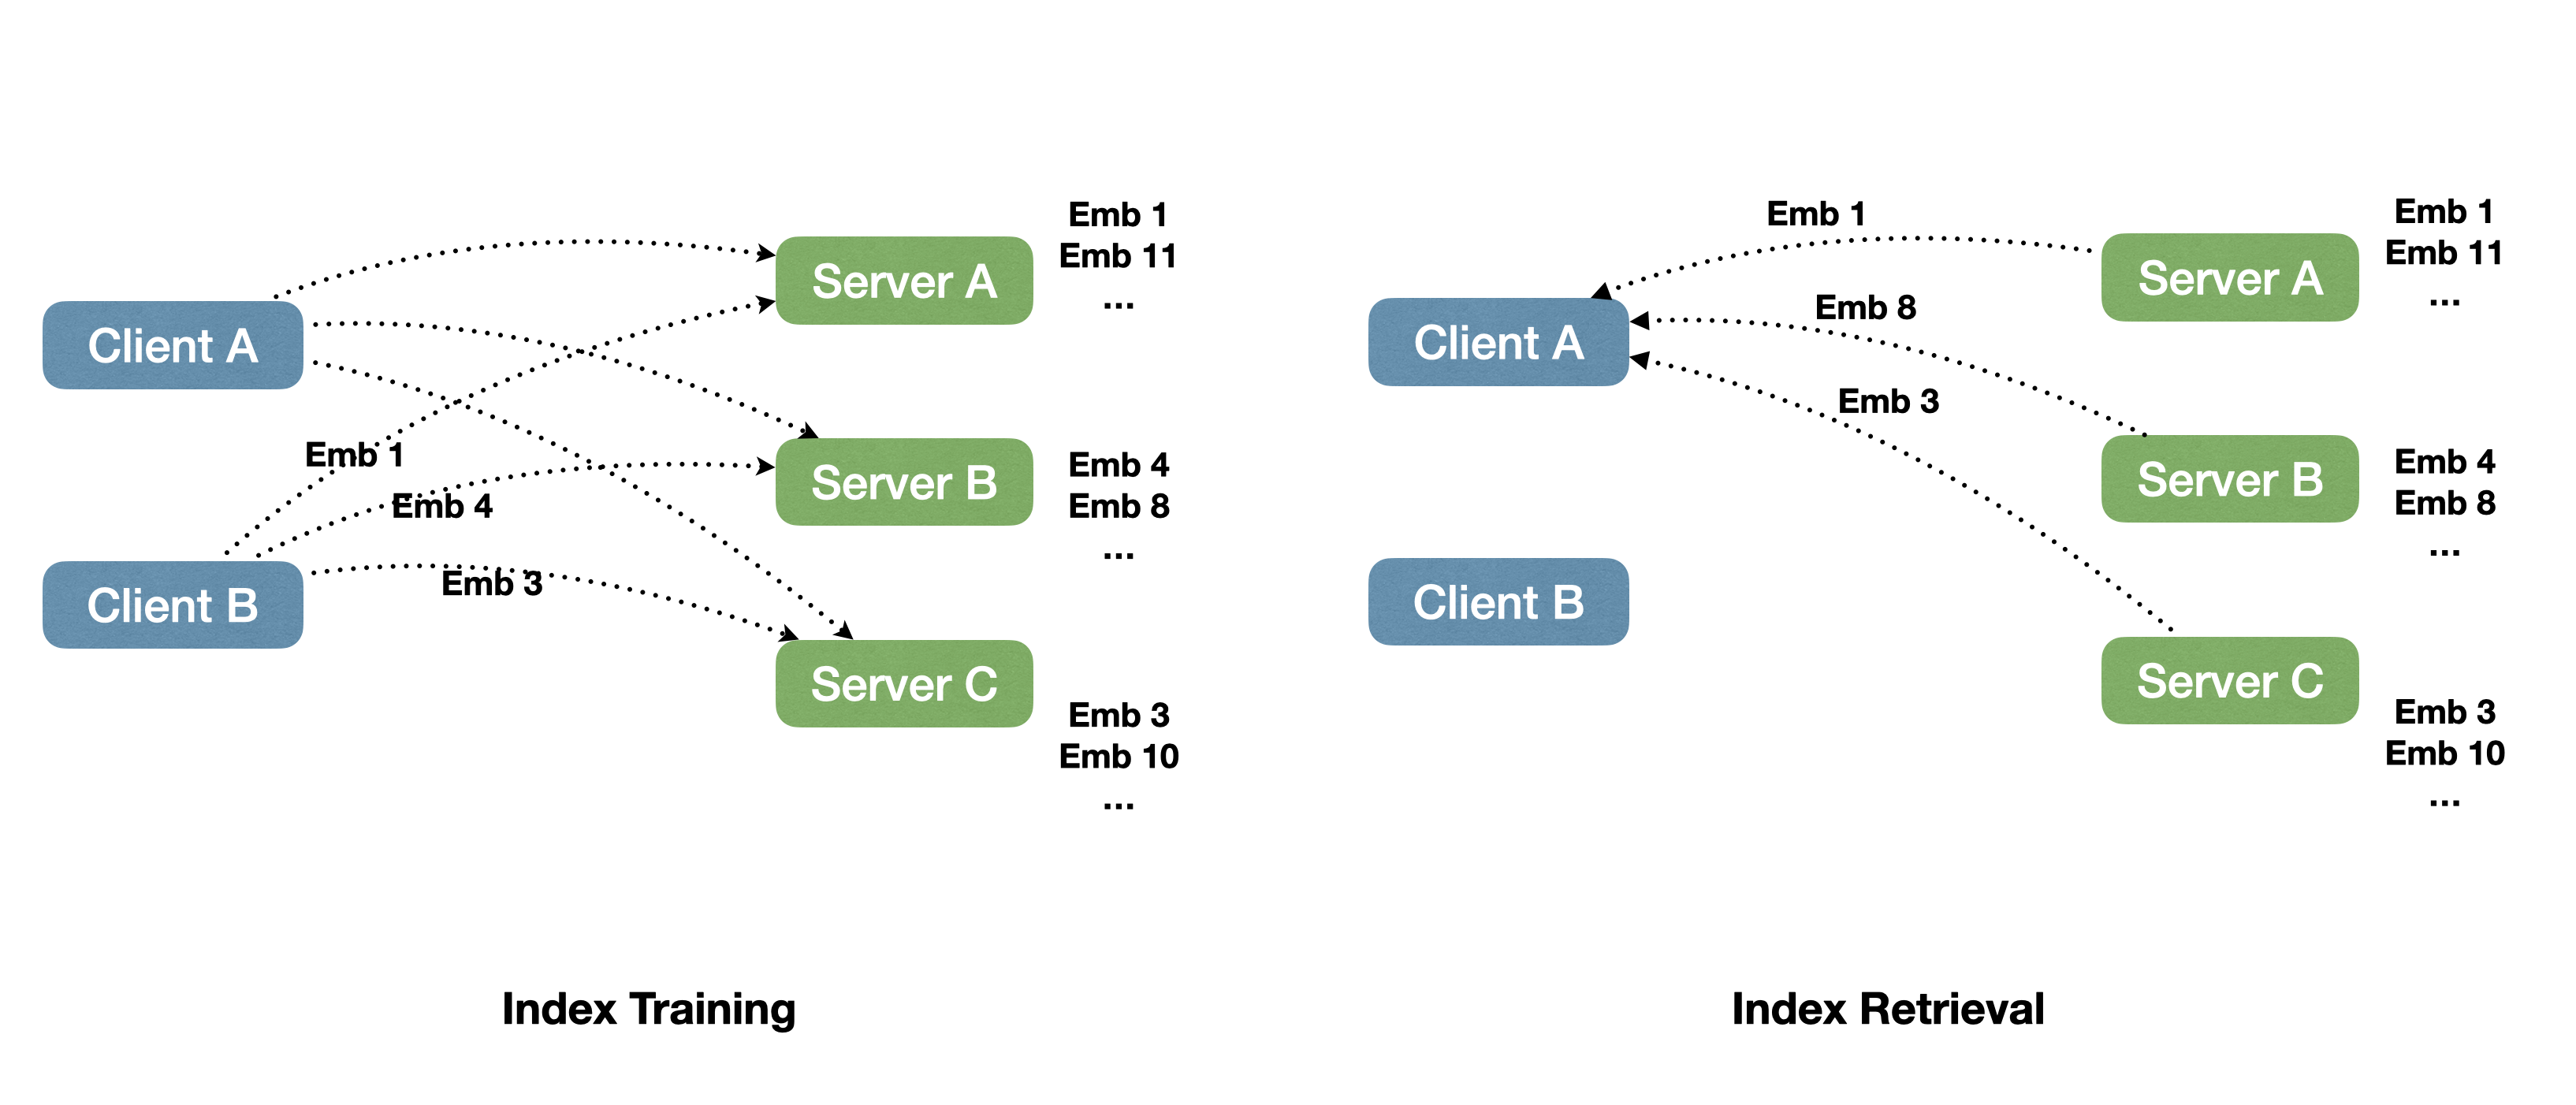 Emb 1
Emb 11
...
Server A
Client A
Emb 1
Emb 4
Server B
Emb 4
Emb 8
...
Emb 3
Client B
Server C
Emb 3
Emb 10
...
Index Training
Emb 1
Emb 1
Emb 11
...
Server A
Emb 8
Client A
Emb 3
Server B
Emb 4
Emb 8
...
Client B
Server C
Emb 3
Emb 10
...
Index Retrieval